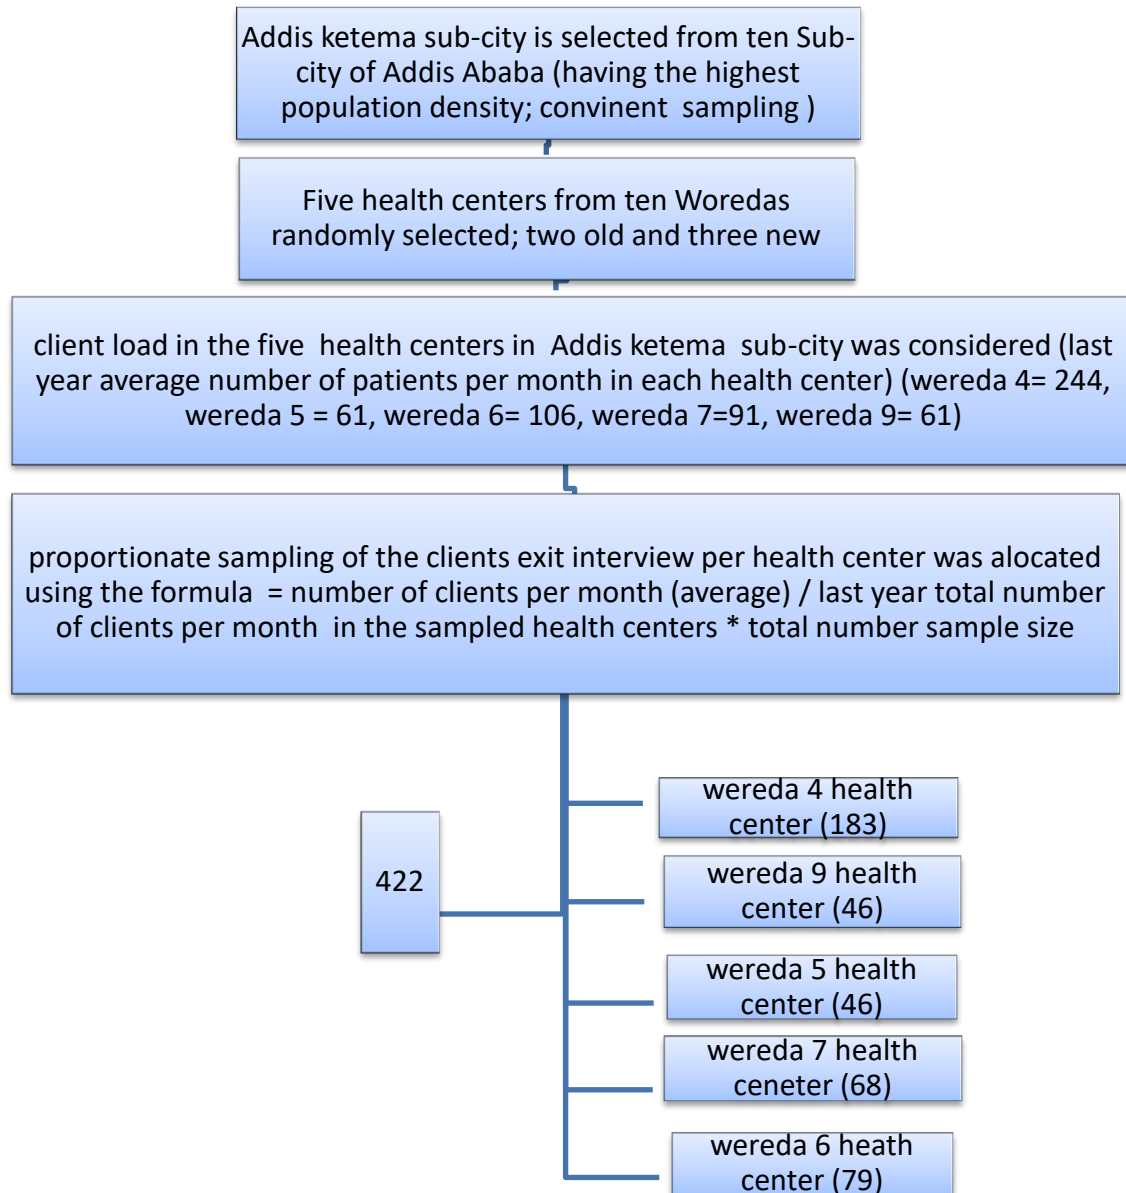 Addis ketema sub-city is selected from ten Sub-
city of Addis Ababa (having the highest
population density; convinent sampling )
Five health centers from ten Woredas
randomly selected; two old and three new
client load in the five health centers in Addis ketema sub-city was considered (last
year average number of patients per month in each health center) (wereda 4= 244,
wereda 5 = 61, wereda 6= 106, wereda 7=91, wereda 9= 61)
proportionate sampling of the clients exit interview per health center was alocated
using the formula = number of clients per month (average) / last year total number
of clients per month in the sampled health centers * total number sample size
422
wereda 4 health
center (183)
wereda 9 health
center (46)
wereda 5 health
center (46)
wereda 7 health
ceneter (68)
wereda 6 heath
center (79)